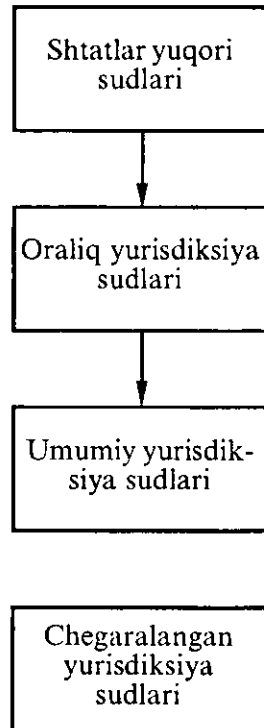 Shtatlar yuqori
sudlari
Oraliq yurisdiksiya
sudlari
Umumiy yurisdik-
siya sudlari
Chegaralangan
yurisdiksiya
sudlari